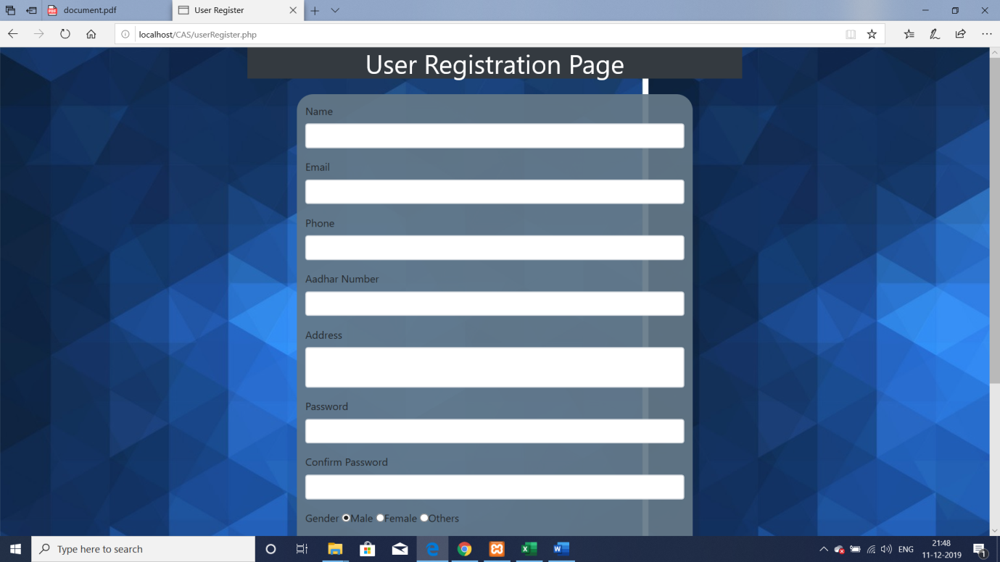 document.pdf
User Register
localhost/CAS/userRegister.php
User Registration Page
Name
Email
Phone
Aadhar Number
Address
Password
Confirm Password
Gender Male Female Others
Type here to search
ENG
21:48
11-12-2019
1